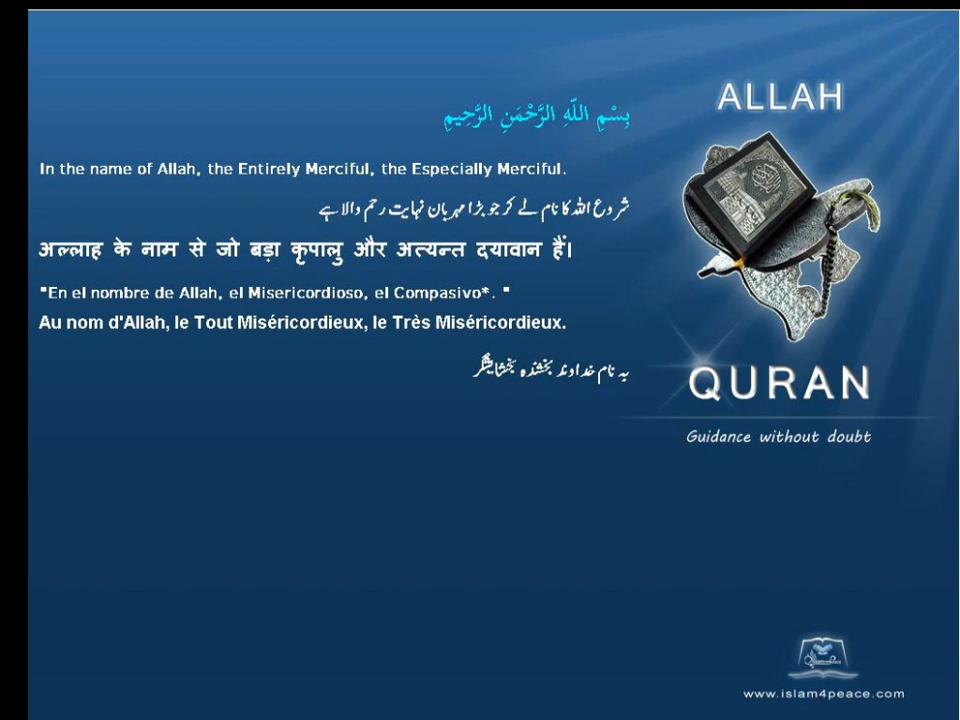 بِسْمِ اللّهِ الرَّحْمَنِ الرَّحِيمِ
In the name of Allah, the Entirely Merciful, the Especially Merciful.
شروع اللہ کا نام لے کر جو بڑا مہربان نہایت رحم والا ہے
अल्लाह के नाम से जो बड़ा कृपालु और अत्यन्त दयावान हैं।
"En el nombre de Allah, el Misericordioso, el Compasivo*. "
Au nom d'Allah, le Tout Miséricordieux, le Très Miséricordieux.
به نام خداوند بخشنده بخشایشگر
ALLAH
QURAN
Guidance without doubt
www.islam4peace.com